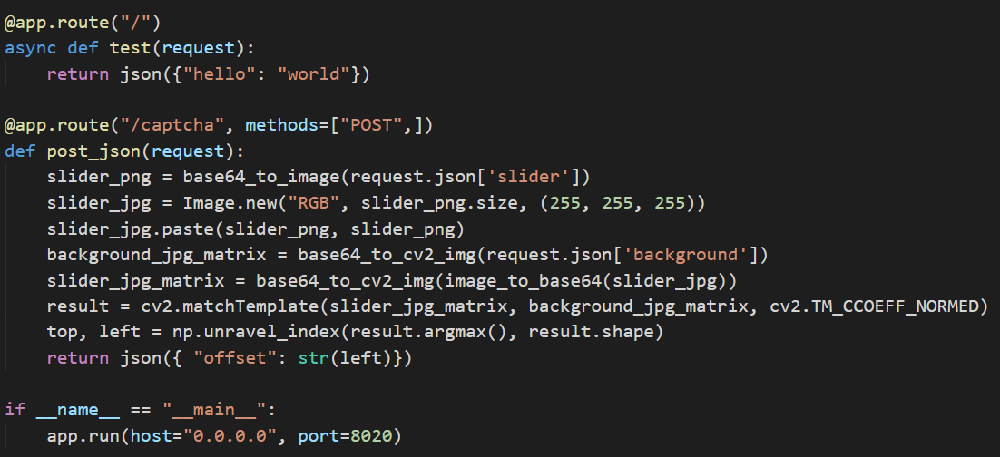 @app.route("/")
async def test(request):
    return json({"hello": "world"})

@app.route("/captcha", methods=["POST",])
def post_json(request):
    slider_png = base64_to_image(request.json['slider'])
    slider_jpg = Image.new("RGB", slider_png.size, (255, 255, 255))
    slider_jpg.paste(slider_png, slider_png)
    background_jpg_matrix = base64_to_cv2_img(request.json['background'])
    slider_jpg_matrix = base64_to_cv2_img(image_to_base64(slider_jpg))
    result = cv2.matchTemplate(slider_jpg_matrix, background_jpg_matrix, cv2.TM_CCOEFF_NORMED)
    top, left = np.unravel_index(result.argmax(), result.shape)
    return json({ "offset": str(left)})

if __name__ == "__main__":
    app.run(host="0.0.0.0", port=8020)